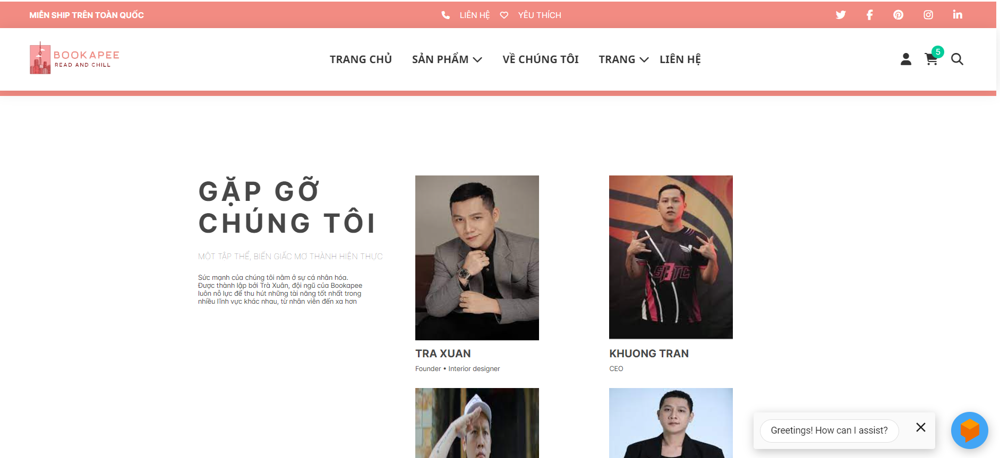 MIỄN SHIP TRÊN TOÀN QUỐC
LIÊN HỆ
YÊU THÍCH
BOOKAPEE
READ AND CHILL
TRANG CHỦ
SẢN PHẨM
VỀ CHÚNG TÔI
TRANG
LIÊN HỆ
5
GẶP GỠ
CHÚNG TÔI
MỘT TẬP THỂ, BIẾN GIẤC MƠ THÀNH HIỆN THỰC
Sức mạnh của chúng tôi nằm ở sự cá nhân hóa.
Được thành lập bởi Trà Xuân, đội ngũ của Bookapee
luôn nỗ lực để thu hút những tài năng tốt nhất trong
nhiều lĩnh vực khác nhau, từ nhân viên đến xa hơn
SBTC
TRA XUAN
Founder • Interior designer
KHUONG TRAN
CEO
Greetings! How can I assist?